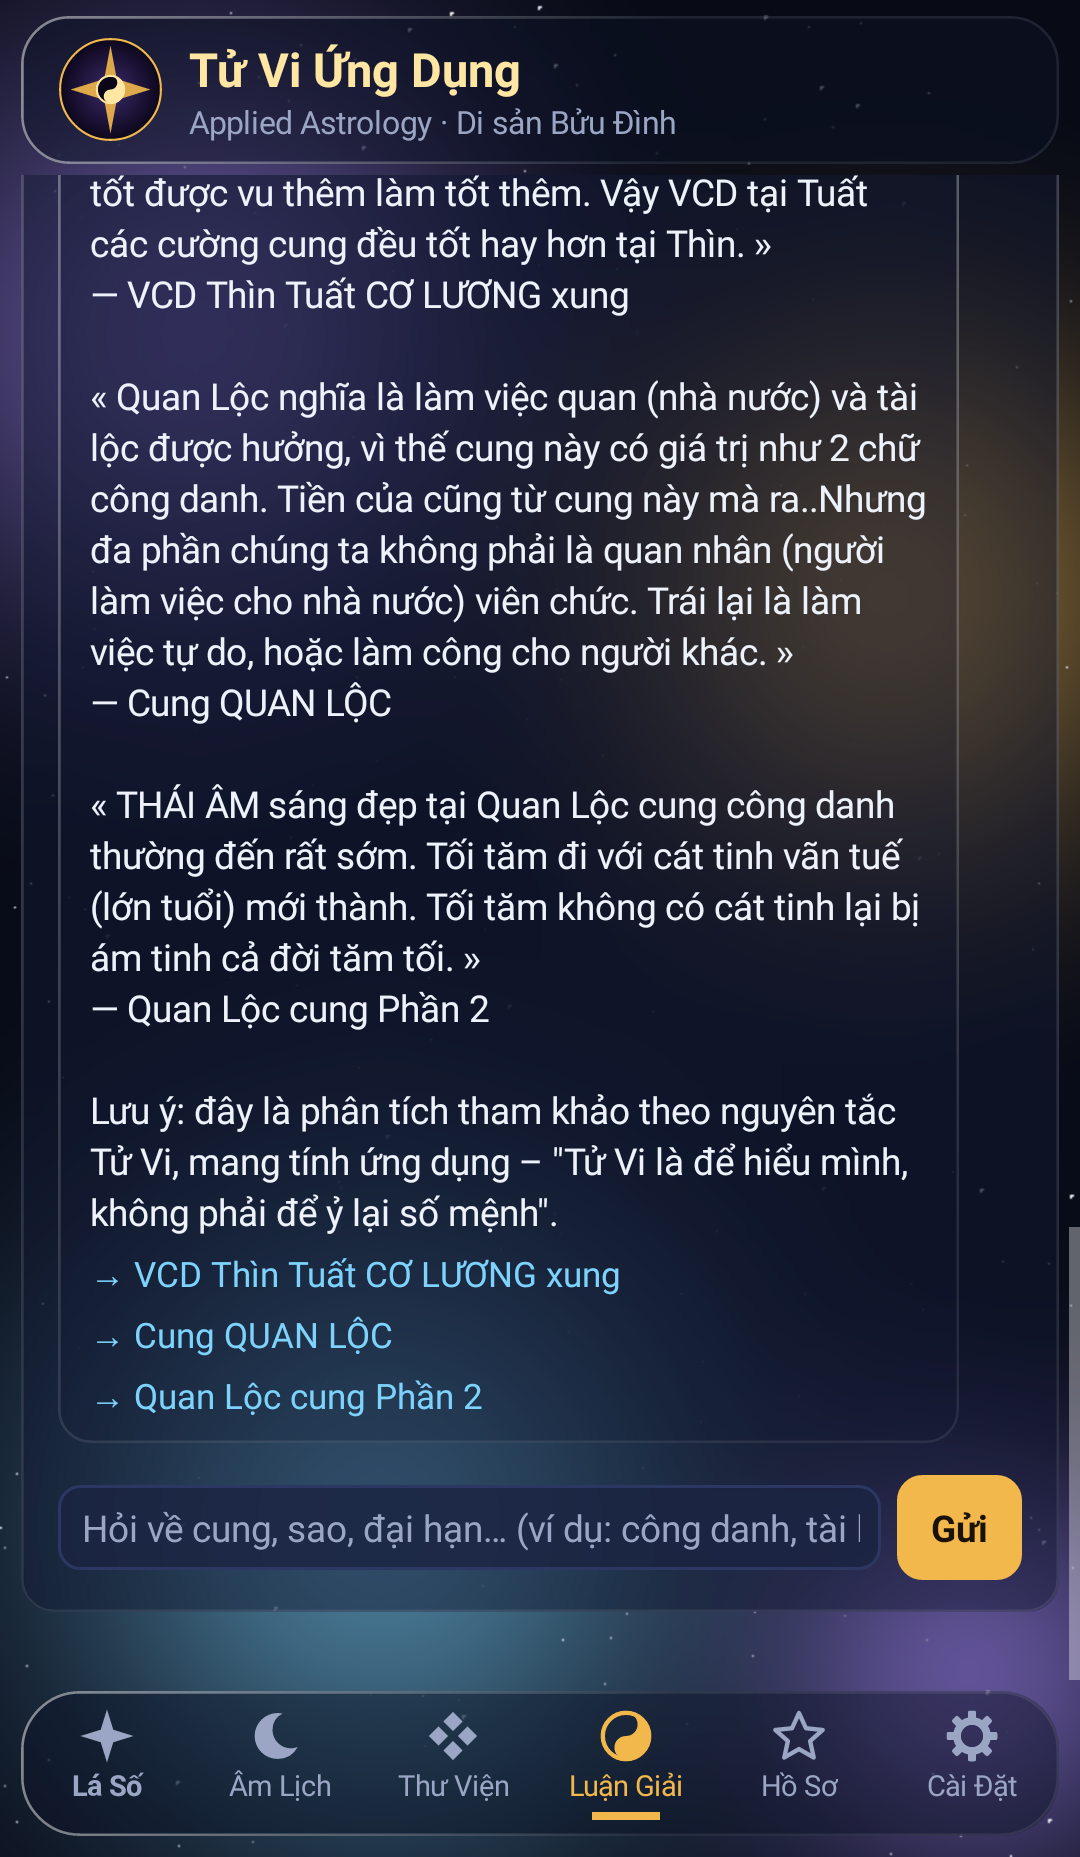 Tử Vi Ứng Dụng
Applied Astrology · Di sản Bửu Đình
tốt được vu thêm làm tốt thêm. Vậy VCD tại Tuất
các cường cung đều tốt hay hơn tại Thìn. »
— VCD Thìn Tuất CƠ LƯƠNG xung
« Quan Lộc nghĩa là làm việc quan (nhà nước) và tài
lộc được hưởng, vì thế cung này có giá trị như 2 chữ
công danh. Tiền của cũng từ cung này mà ra..Nhưng
đa phần chúng ta không phải là quan nhân (người
làm việc cho nhà nước) viên chức. Trái lại là làm
việc tự do, hoặc làm công cho người khác. »
— Cung QUAN LỘC
« THÁI ÂM sáng đẹp tại Quan Lộc cung công danh
thường đến rất sớm. Tối tăm đi với cát tinh vãn tuế
(lớn tuổi) mới thành. Tối tăm không có cát tinh lại bị
ám tinh cả đời tăm tối. »
— Quan Lộc cung Phần 2
Lưu ý: đây là phân tích tham khảo theo nguyên tắc
Tử Vi, mang tính ứng dụng – "Tử Vi là để hiểu mình,
không phải để ỷ lại số mệnh".
→ VCD Thìn Tuất CƠ LƯƠNG xung
→ Cung QUAN LỘC
→ Quan Lộc cung Phần 2
Hỏi về cung, sao, đại hạn… (ví dụ: công danh, tài
Gửi
Lá Số
Âm Lịch
Thư Viện
Luận Giải
Hồ Sơ
Cài Đặt